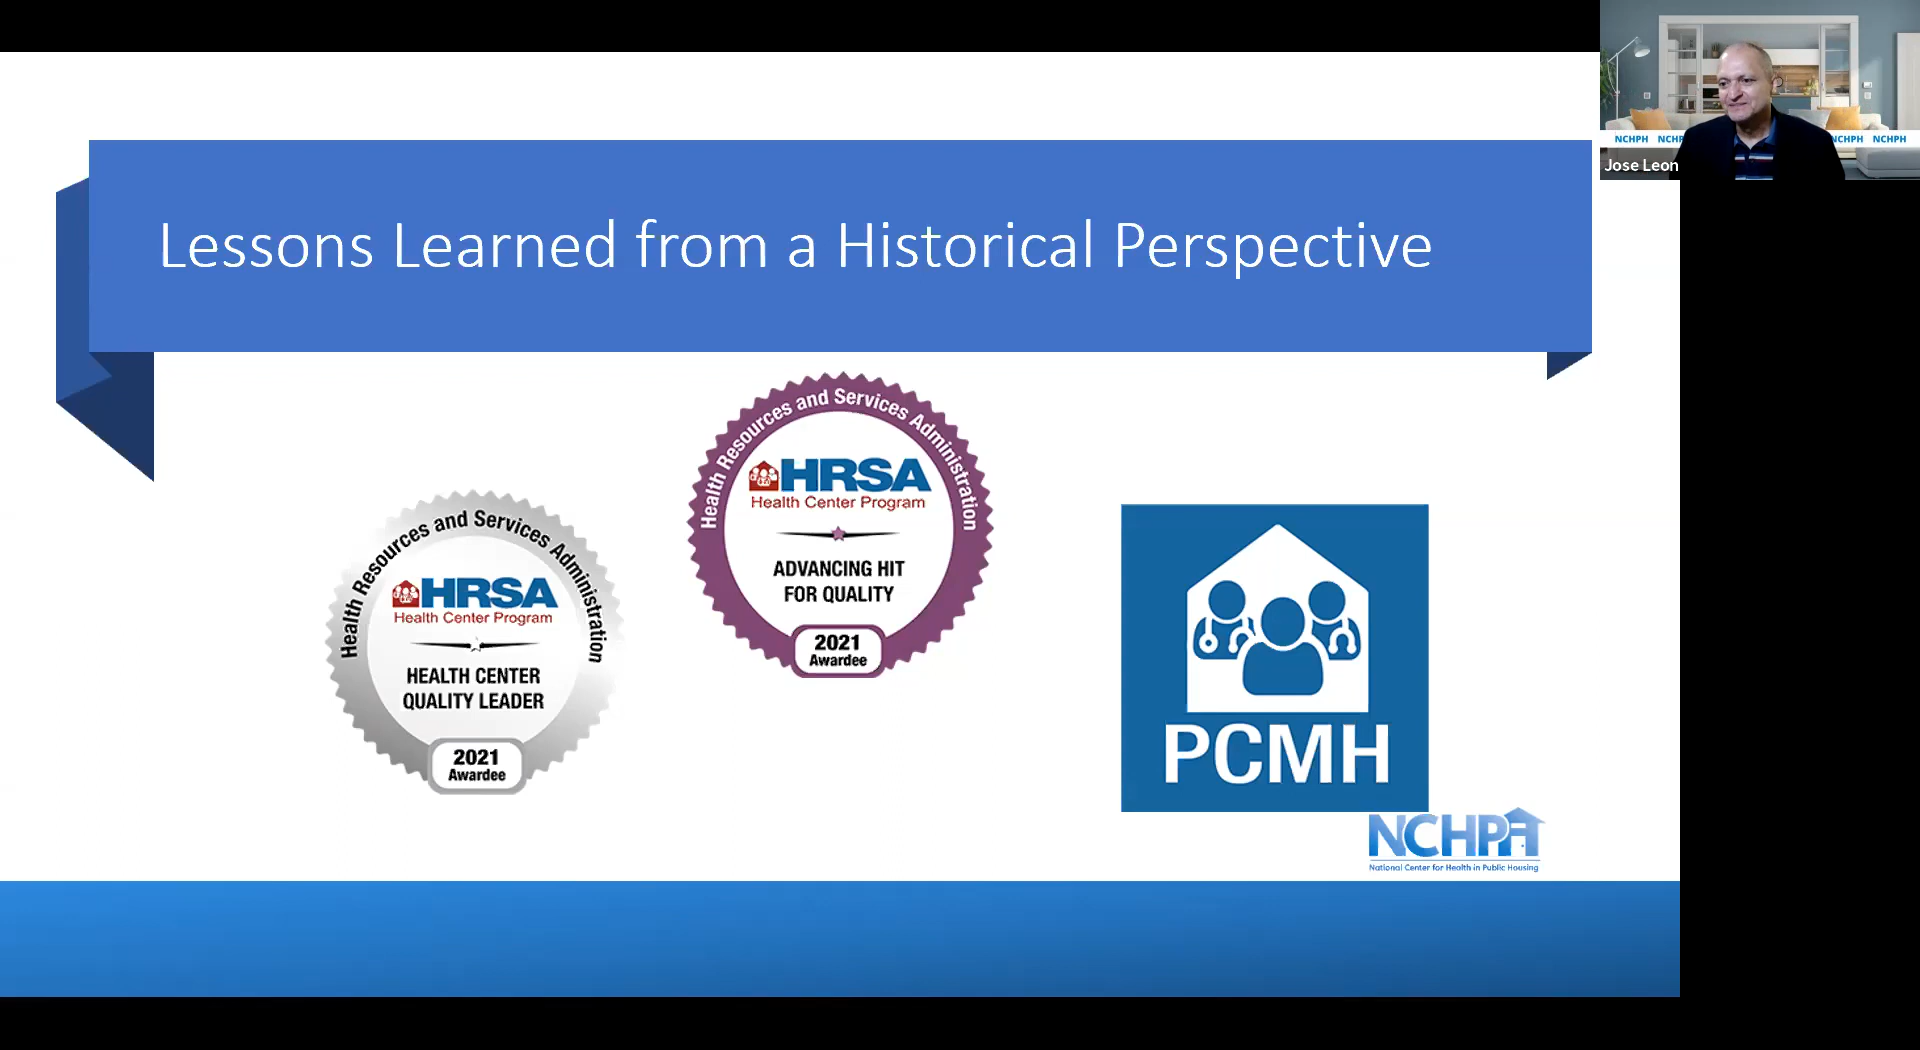 Lessons Learned from a Historical Perspective
Health Resources and Services Administration
HRSA
Health Center Program
HEALTH CENTER
QUALITY LEADER
2021
Awardee
Health Resources and Services Administration
HRSA
Health Center Program
ADVANCING HIT
FOR QUALITY
2021
Awardee
PCMH
NCHPH
National Center for Health in Public Housing
NCHPH NCHP NCHPH NCHPH
Jose Leon